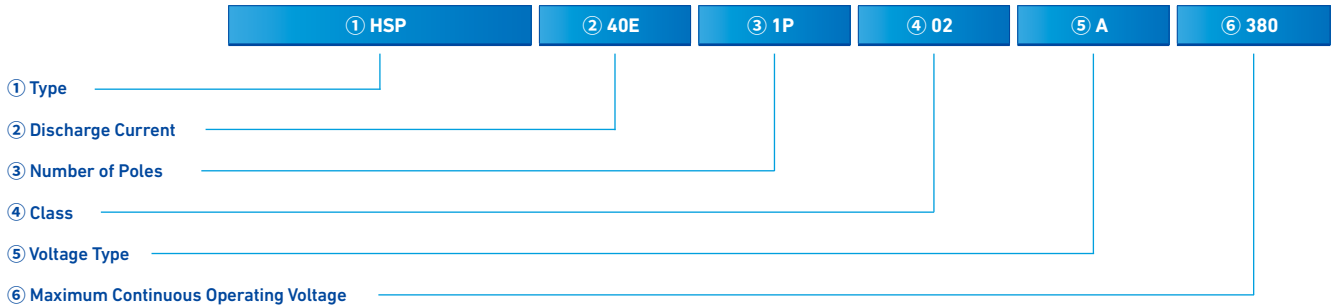 ① HSP ② 40E ③ 1P ④ 02 ⑤ A ⑥ 380
① Type
② Discharge Current
③ Number of Poles
④ Class
⑤ Voltage Type
⑥ Maximum Continuous Operating Voltage